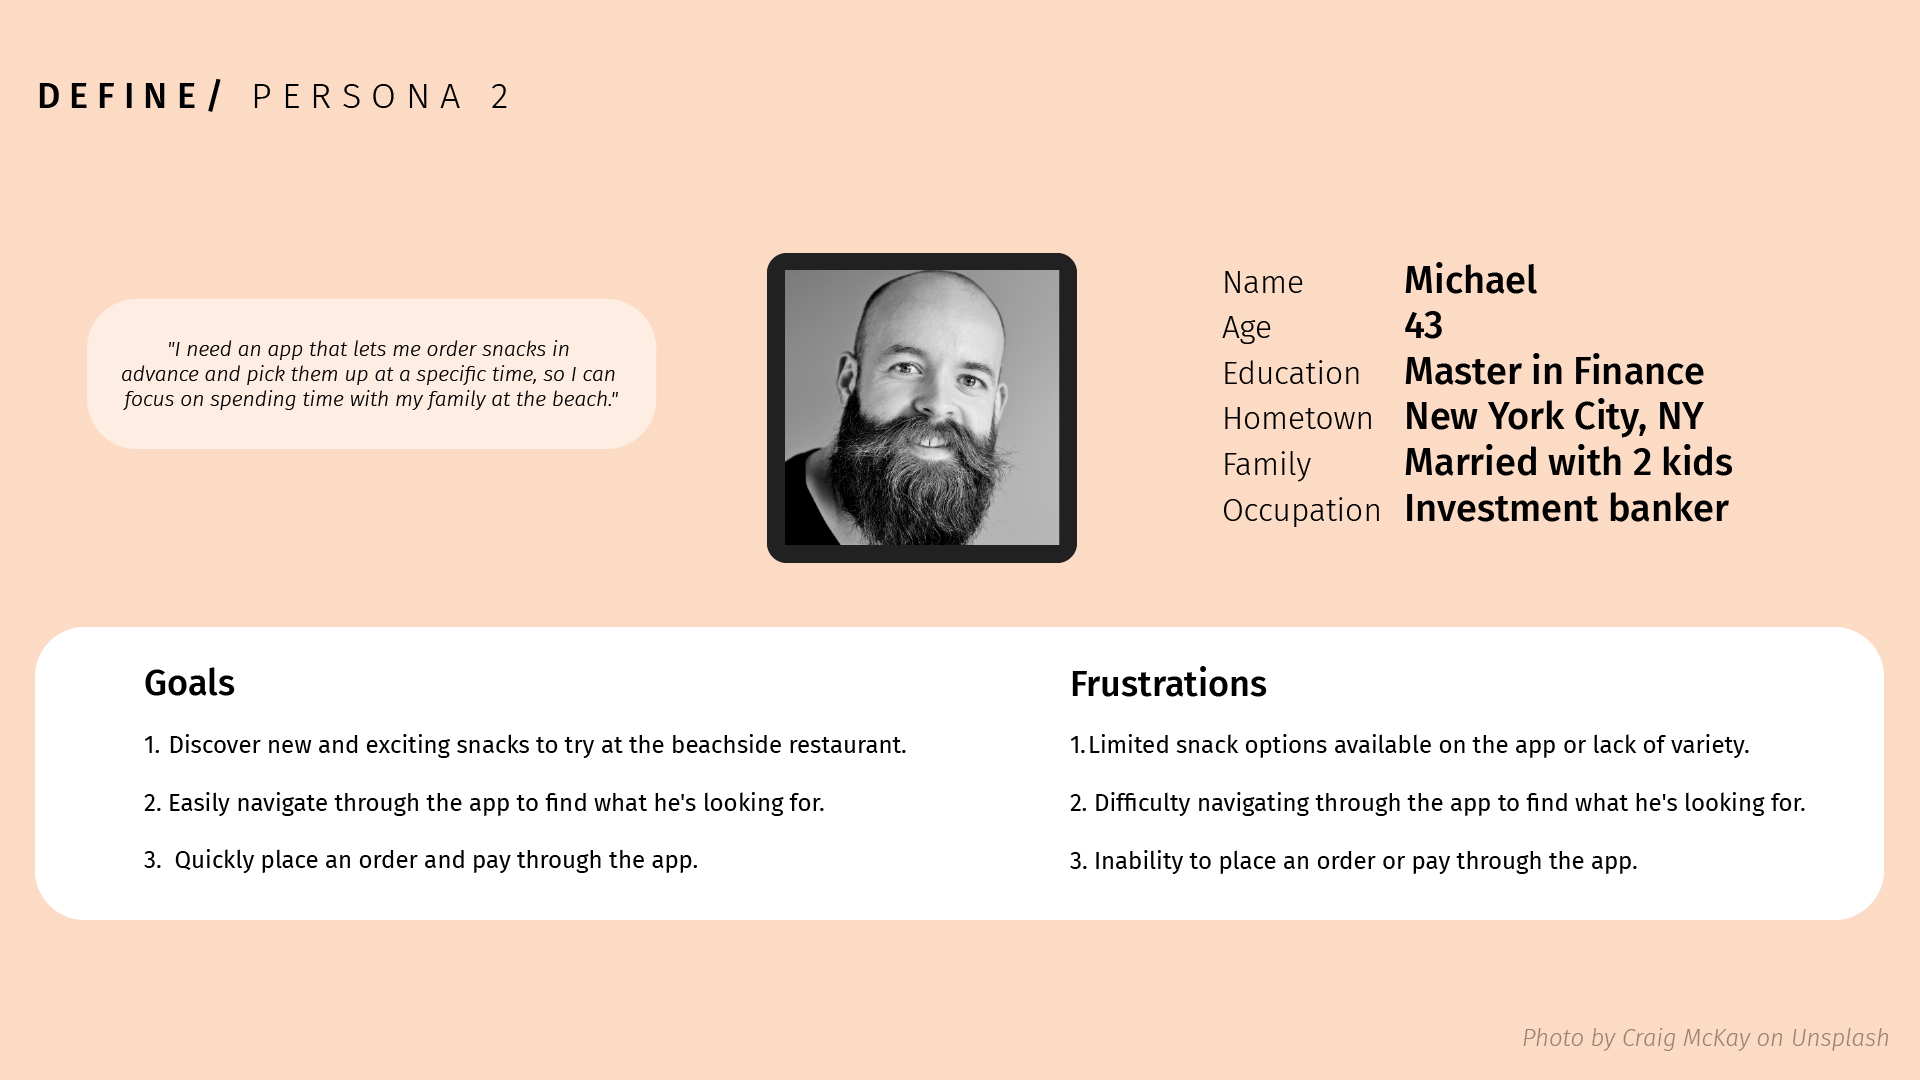 DEFINE/ PERSONA 2
"I need an app that lets me order snacks in
advance and pick them up at a specific time, so I can
focus on spending time with my family at the beach."
Name Michael
Age 43
Education Master in Finance
Hometown New York City, NY
Family Married with 2 kids
Occupation Investment banker
Goals
1. Discover new and exciting snacks to try at the beachside restaurant.
2. Easily navigate through the app to find what he's looking for.
3. Quickly place an order and pay through the app.
Frustrations
1.Limited snack options available on the app or lack of variety.
2. Difficulty navigating through the app to find what he's looking for.
3. Inability to place an order or pay through the app.
Photo by Craig McKay on Unsplash